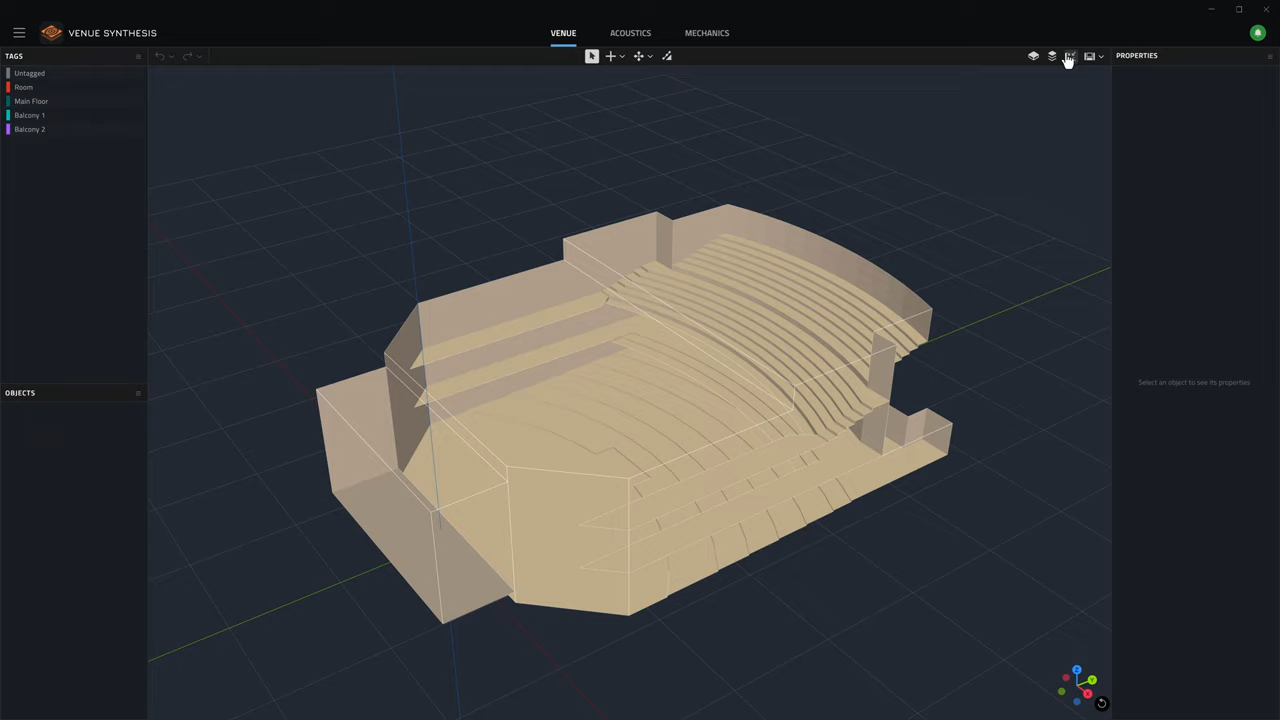 VENUE SYNTHESIS
VENUE
ACOUSTICS
MECHANICS
TAGS
PROPERTIES
Untagged
Room
Main Floor
Balcony 1
Balcony 2
Select an object to see its properties
OBJECTS
Z
Y
X